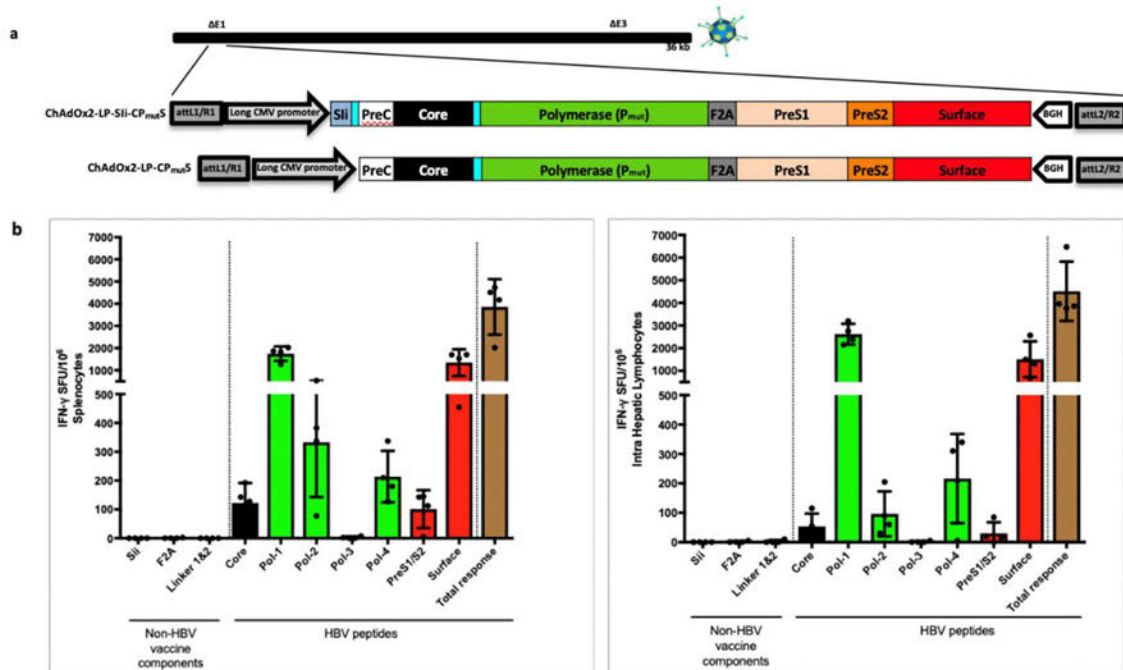 a
ΔE1
ΔE3
36 kb
ChAdOx2-LP-SIi-CPmutS
attL1/R1
Long CMV promoter
SIi
PreC
Core
Polymerase (Pmut)
F2A
PreS1
PreS2
Surface
BGH
attL2/R2
ChAdOx2-LP-CPmutS
attL1/R1
Long CMV promoter
PreC
Core
Polymerase (Pmut)
F2A
PreS1
PreS2
Surface
BGH
attL2/R2
b
IFN-γ SFU/10⁶
Splenocytes
7000
6000
5000
4000
3000
2000
1000
500
400
300
200
100
0
Sii
F2A
Linker 1&2
Core
Pol-1
Pol-2
Pol-3
Pol-4
PreS1/S2
Surface
Total response
Non-HBV
vaccine
components
HBV peptides
IFN-γ SFU/10⁶
Intra Hepatic Lymphocytes
7000
6000
5000
4000
3000
2000
1000
500
400
300
200
100
0
Sii
F2A
Linker 1&2
Core
Pol-1
Pol-2
Pol-3
Pol-4
PreS1/S2
Surface
Total response
Non-HBV
vaccine
components
HBV peptides